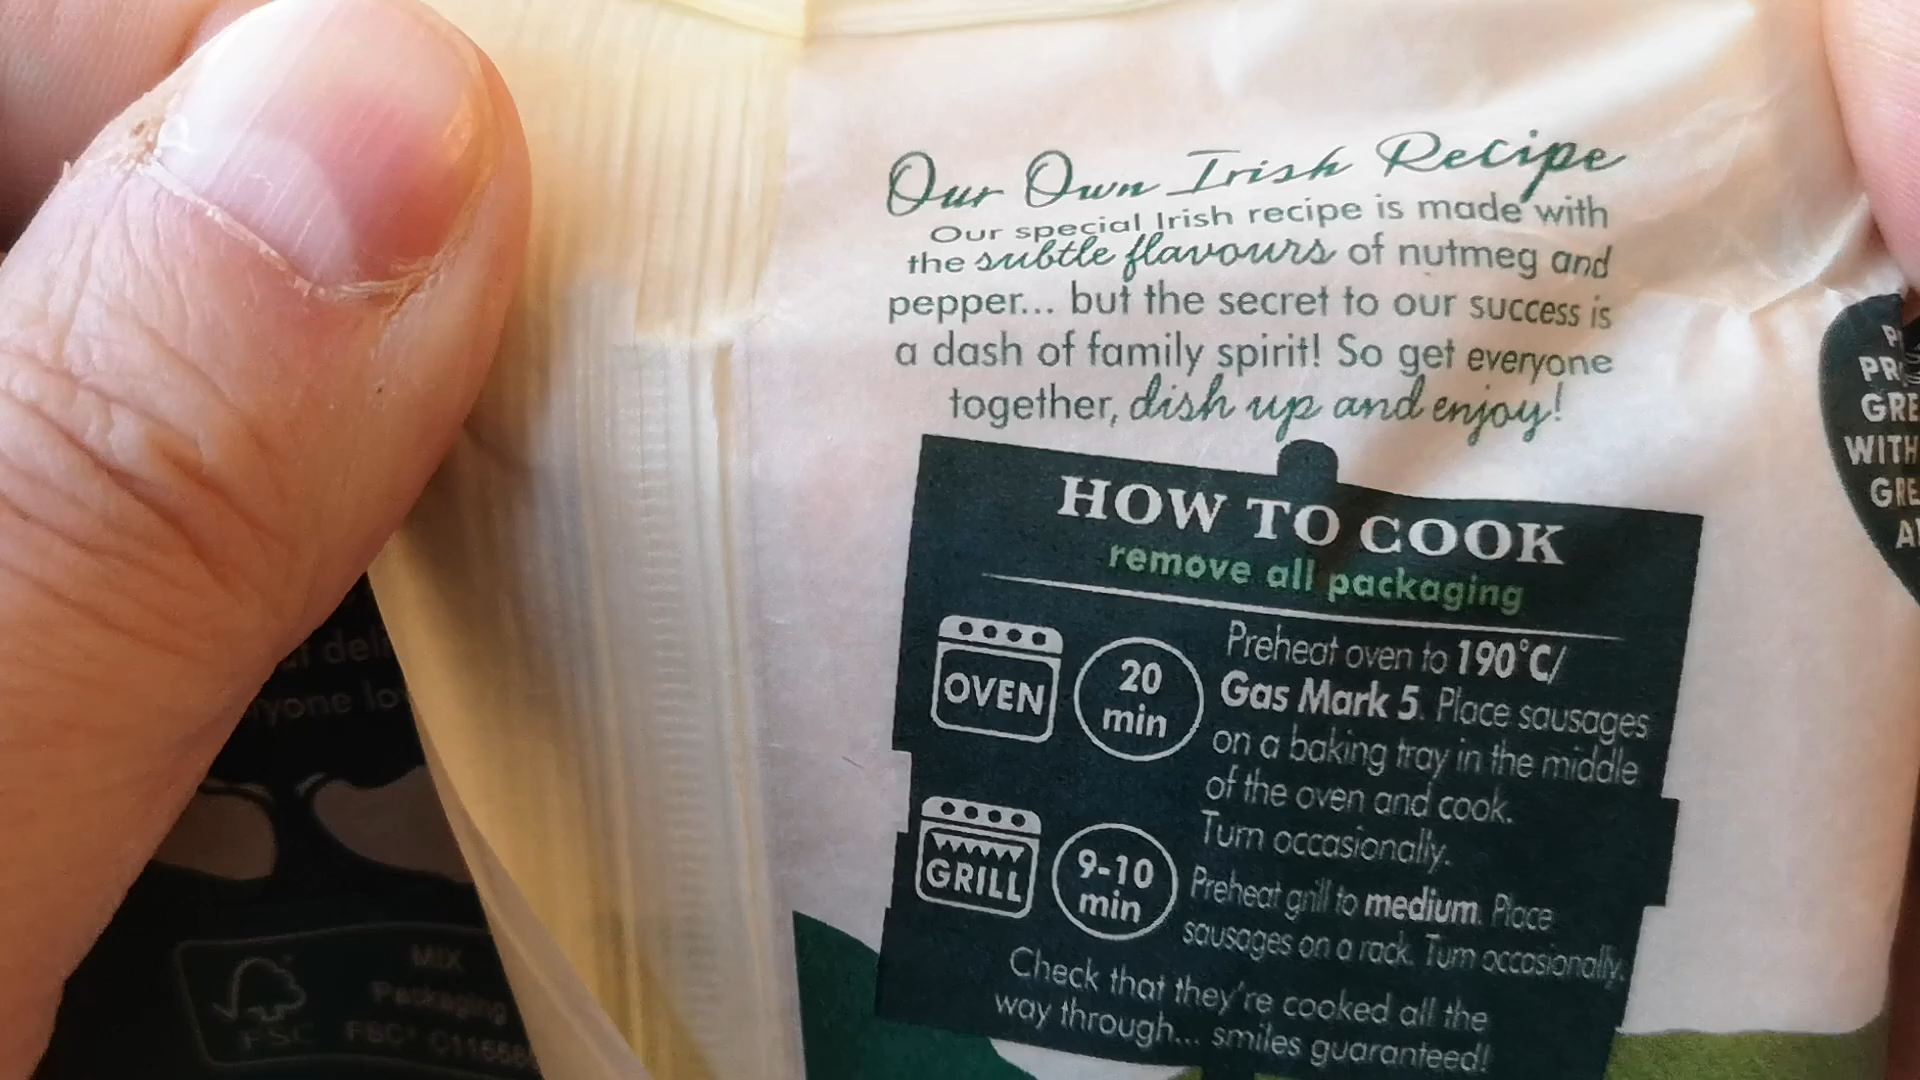 Our Own Irish Recipe
Our special Irish recipe is made with
the subtle flavours of nutmeg and
pepper... but the secret to our success is
a dash of family spirit! So get everyone
together, dish up and enjoy!
HOW TO COOK
remove all packaging
OVEN
20
min
Preheat oven to 190°C/
Gas Mark 5. Place sausages
on a baking tray in the middle
of the oven and cook.
Turn occasionally.
GRILL
9-10
min
Preheat grill to medium. Place
sausages on a rack. Turn occasionally.
Check that they're cooked all the
way through... smiles guaranteed!
WITH
MIX
Packaging
FSC